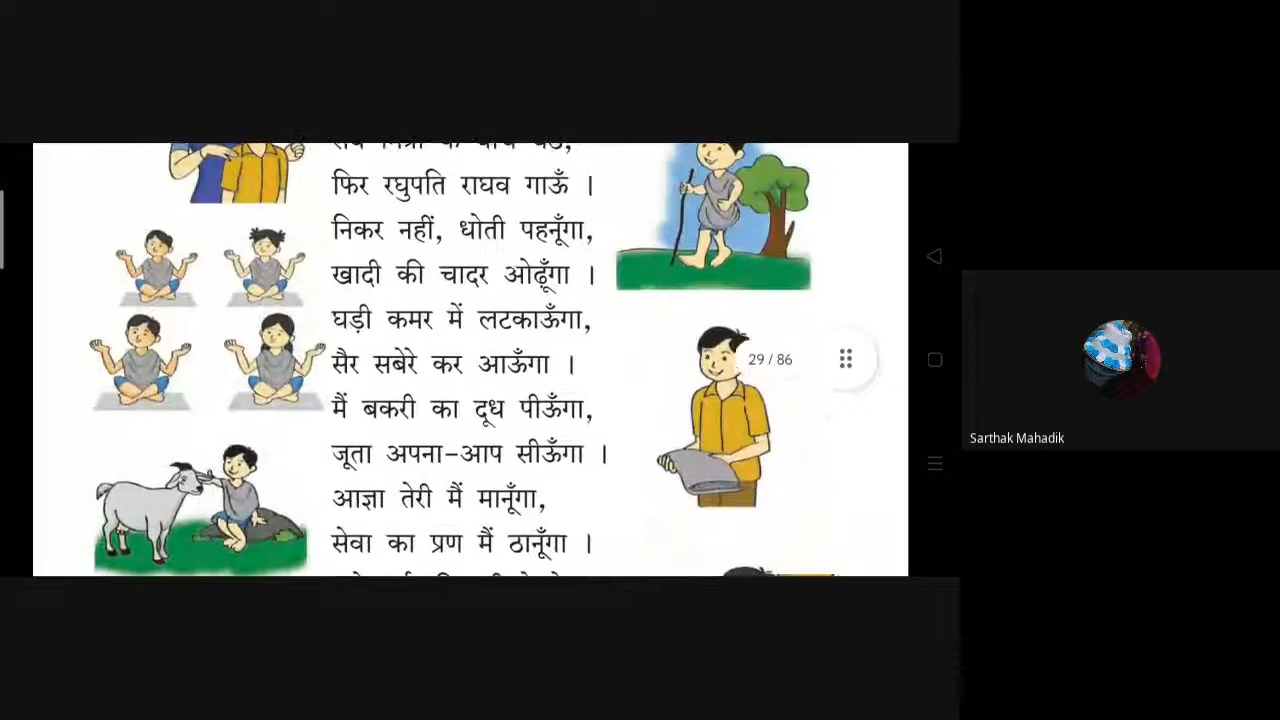 फिर रघुपति राघव गाऊँ ।
निकर नहीं, धोती पहनूँगा,
खादी की चादर ओढ़ूँगा ।
घड़ी कमर में लटकाऊँगा,
सैर सबेरे कर आऊँगा ।
मैं बकरी का दूध पीऊँगा,
जूता अपना-आप सीऊँगा ।
आज्ञा तेरी मैं मानूँगा,
सेवा का प्रण मैं ठानूँगा ।
29 / 86
Sarthak Mahadik